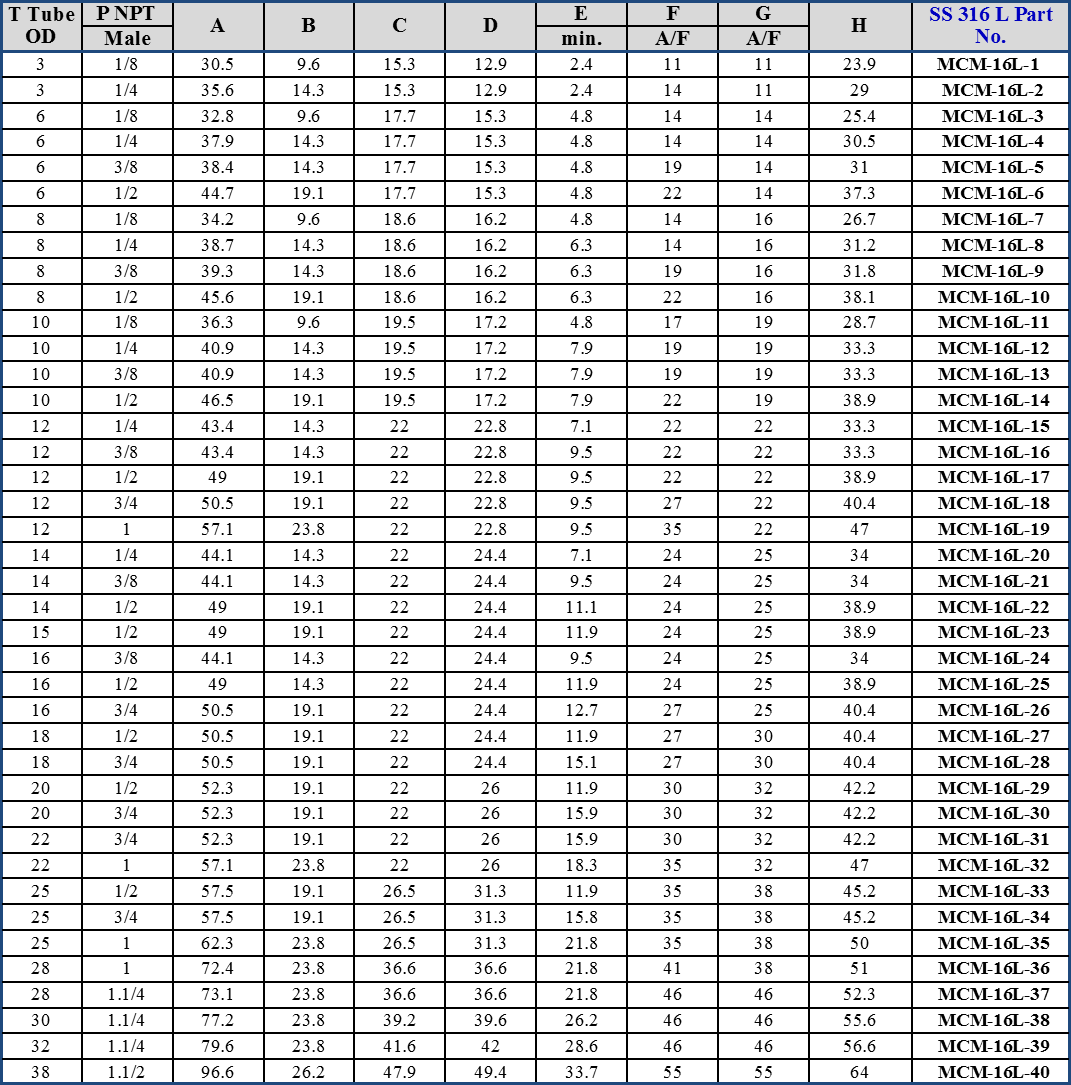 T Tube OD P NPT Male A B C D E min. F A/F G A/F H SS 316 L Part No.
3 1/8 30.5 9.6 15.3 12.9 2.4 11 11 23.9 MCM-16L-1
3 1/4 35.6 14.3 15.3 12.9 2.4 14 11 29 MCM-16L-2
6 1/8 32.8 9.6 17.7 15.3 4.8 14 14 25.4 MCM-16L-3
6 1/4 37.9 14.3 17.7 15.3 4.8 14 14 30.5 MCM-16L-4
6 3/8 38.4 14.3 17.7 15.3 4.8 19 14 31 MCM-16L-5
6 1/2 44.7 19.1 17.7 15.3 4.8 22 14 37.3 MCM-16L-6
8 1/8 34.2 9.6 18.6 16.2 4.8 14 16 26.7 MCM-16L-7
8 1/4 38.7 14.3 18.6 16.2 6.3 14 16 31.2 MCM-16L-8
8 3/8 39.3 14.3 18.6 16.2 6.3 19 16 31.8 MCM-16L-9
8 1/2 45.6 19.1 18.6 16.2 6.3 22 16 38.1 MCM-16L-10
10 1/8 36.3 9.6 19.5 17.2 4.8 17 19 28.7 MCM-16L-11
10 1/4 40.9 14.3 19.5 17.2 7.9 19 19 33.3 MCM-16L-12
10 3/8 40.9 14.3 19.5 17.2 7.9 19 19 33.3 MCM-16L-13
10 1/2 46.5 19.1 19.5 17.2 7.9 22 19 38.9 MCM-16L-14
12 1/4 43.4 14.3 22 22.8 7.1 22 22 33.3 MCM-16L-15
12 3/8 43.4 14.3 22 22.8 9.5 22 22 33.3 MCM-16L-16
12 1/2 49 19.1 22 22.8 9.5 22 22 38.9 MCM-16L-17
12 3/4 50.5 19.1 22 22.8 9.5 27 22 40.4 MCM-16L-18
12 1 57.1 23.8 22 22.8 9.5 35 22 47 MCM-16L-19
14 1/4 44.1 14.3 22 24.4 7.1 24 25 34 MCM-16L-20
14 3/8 44.1 14.3 22 24.4 9.5 24 25 34 MCM-16L-21
14 1/2 49 19.1 22 24.4 11.1 24 25 38.9 MCM-16L-22
15 1/2 49 19.1 22 24.4 11.9 24 25 38.9 MCM-16L-23
16 3/8 44.1 14.3 22 24.4 9.5 24 25 34 MCM-16L-24
16 1/2 49 14.3 22 24.4 11.9 24 25 38.9 MCM-16L-25
16 3/4 50.5 19.1 22 24.4 12.7 27 25 40.4 MCM-16L-26
18 1/2 50.5 19.1 22 24.4 11.9 27 30 40.4 MCM-16L-27
18 3/4 50.5 19.1 22 24.4 15.1 27 30 40.4 MCM-16L-28
20 1/2 52.3 19.1 22 26 11.9 30 32 42.2 MCM-16L-29
20 3/4 52.3 19.1 22 26 15.9 30 32 42.2 MCM-16L-30
22 3/4 52.3 19.1 22 26 15.9 30 32 42.2 MCM-16L-31
22 1 57.1 23.8 22 26 18.3 35 32 47 MCM-16L-32
25 1/2 57.5 19.1 26.5 31.3 11.9 35 38 45.2 MCM-16L-33
25 3/4 57.5 19.1 26.5 31.3 15.8 35 38 45.2 MCM-16L-34
25 1 62.3 23.8 26.5 31.3 21.8 35 38 50 MCM-16L-35
28 1 72.4 23.8 36.6 36.6 21.8 41 38 51 MCM-16L-36
28 1.1/4 73.1 23.8 36.6 36.6 21.8 46 46 52.3 MCM-16L-37
30 1.1/4 77.2 23.8 39.2 39.6 26.2 46 46 55.6 MCM-16L-38
32 1.1/4 79.6 23.8 41.6 42 28.6 46 46 56.6 MCM-16L-39
38 1.1/2 96.6 26.2 47.9 49.4 33.7 55 55 64 MCM-16L-40